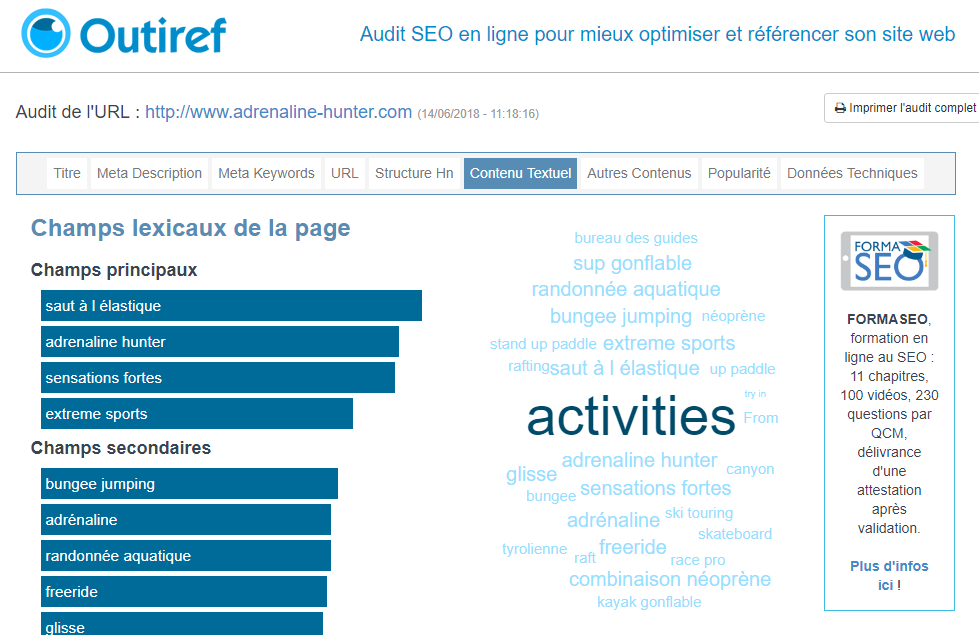 Outiref
Audit SEO en ligne pour mieux optimiser et référencer son site web
Audit de l'URL : http://www.adrenaline-hunter.com (14/06/2018 - 11:18:16)
Imprimer l'audit complet
Titre
Meta Description
Meta Keywords
URL
Structure Hn
Contenu Textuel
Autres Contenus
Popularité
Données Techniques
Champs lexicaux de la page
Champs principaux
saut à l élastique
adrenaline hunter
sensations fortes
extreme sports
Champs secondaires
bungee jumping
adrénaline
randonnée aquatique
freeride
glisse
bureau des guides
sup gonflable
randonnée aquatique
bungee jumping
néoprène
stand up paddle
extreme sports
rafting
saut à l élastique
up paddle
try in
activities
From
adrenaline hunter
glisse
canyon
bungee
sensations fortes
ski touring
adrénaline
skateboard
tyrolienne
freeride
raft
race pro
combinaison néoprène
kayak gonflable
FORMA
SEO
FORMASEO,
formation en
ligne au SEO :
11 chapitres,
100 vidéos, 230
questions par
QCM,
délivrance
d'une
attestation
après
validation.
Plus d'infos
ici !